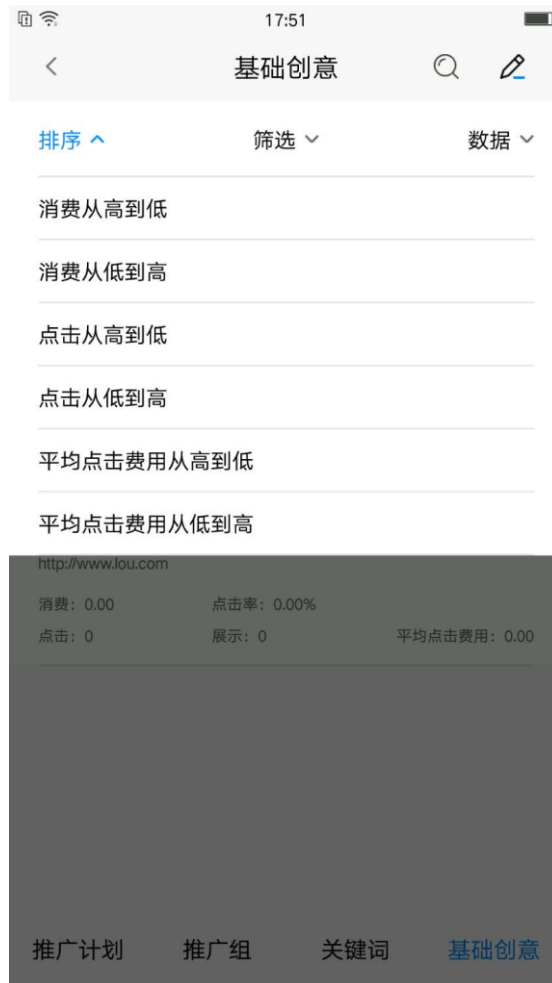 17:51
基础创意
排序 筛选 数据
消费从高到低
消费从低到高
点击从高到低
点击从低到高
平均点击费用从高到低
平均点击费用从低到高
http://www.lou.com
消费：0.00 点击率：0.00%
点击：0 展示：0 平均点击费用：0.00
推广计划 推广组 关键词 基础创意